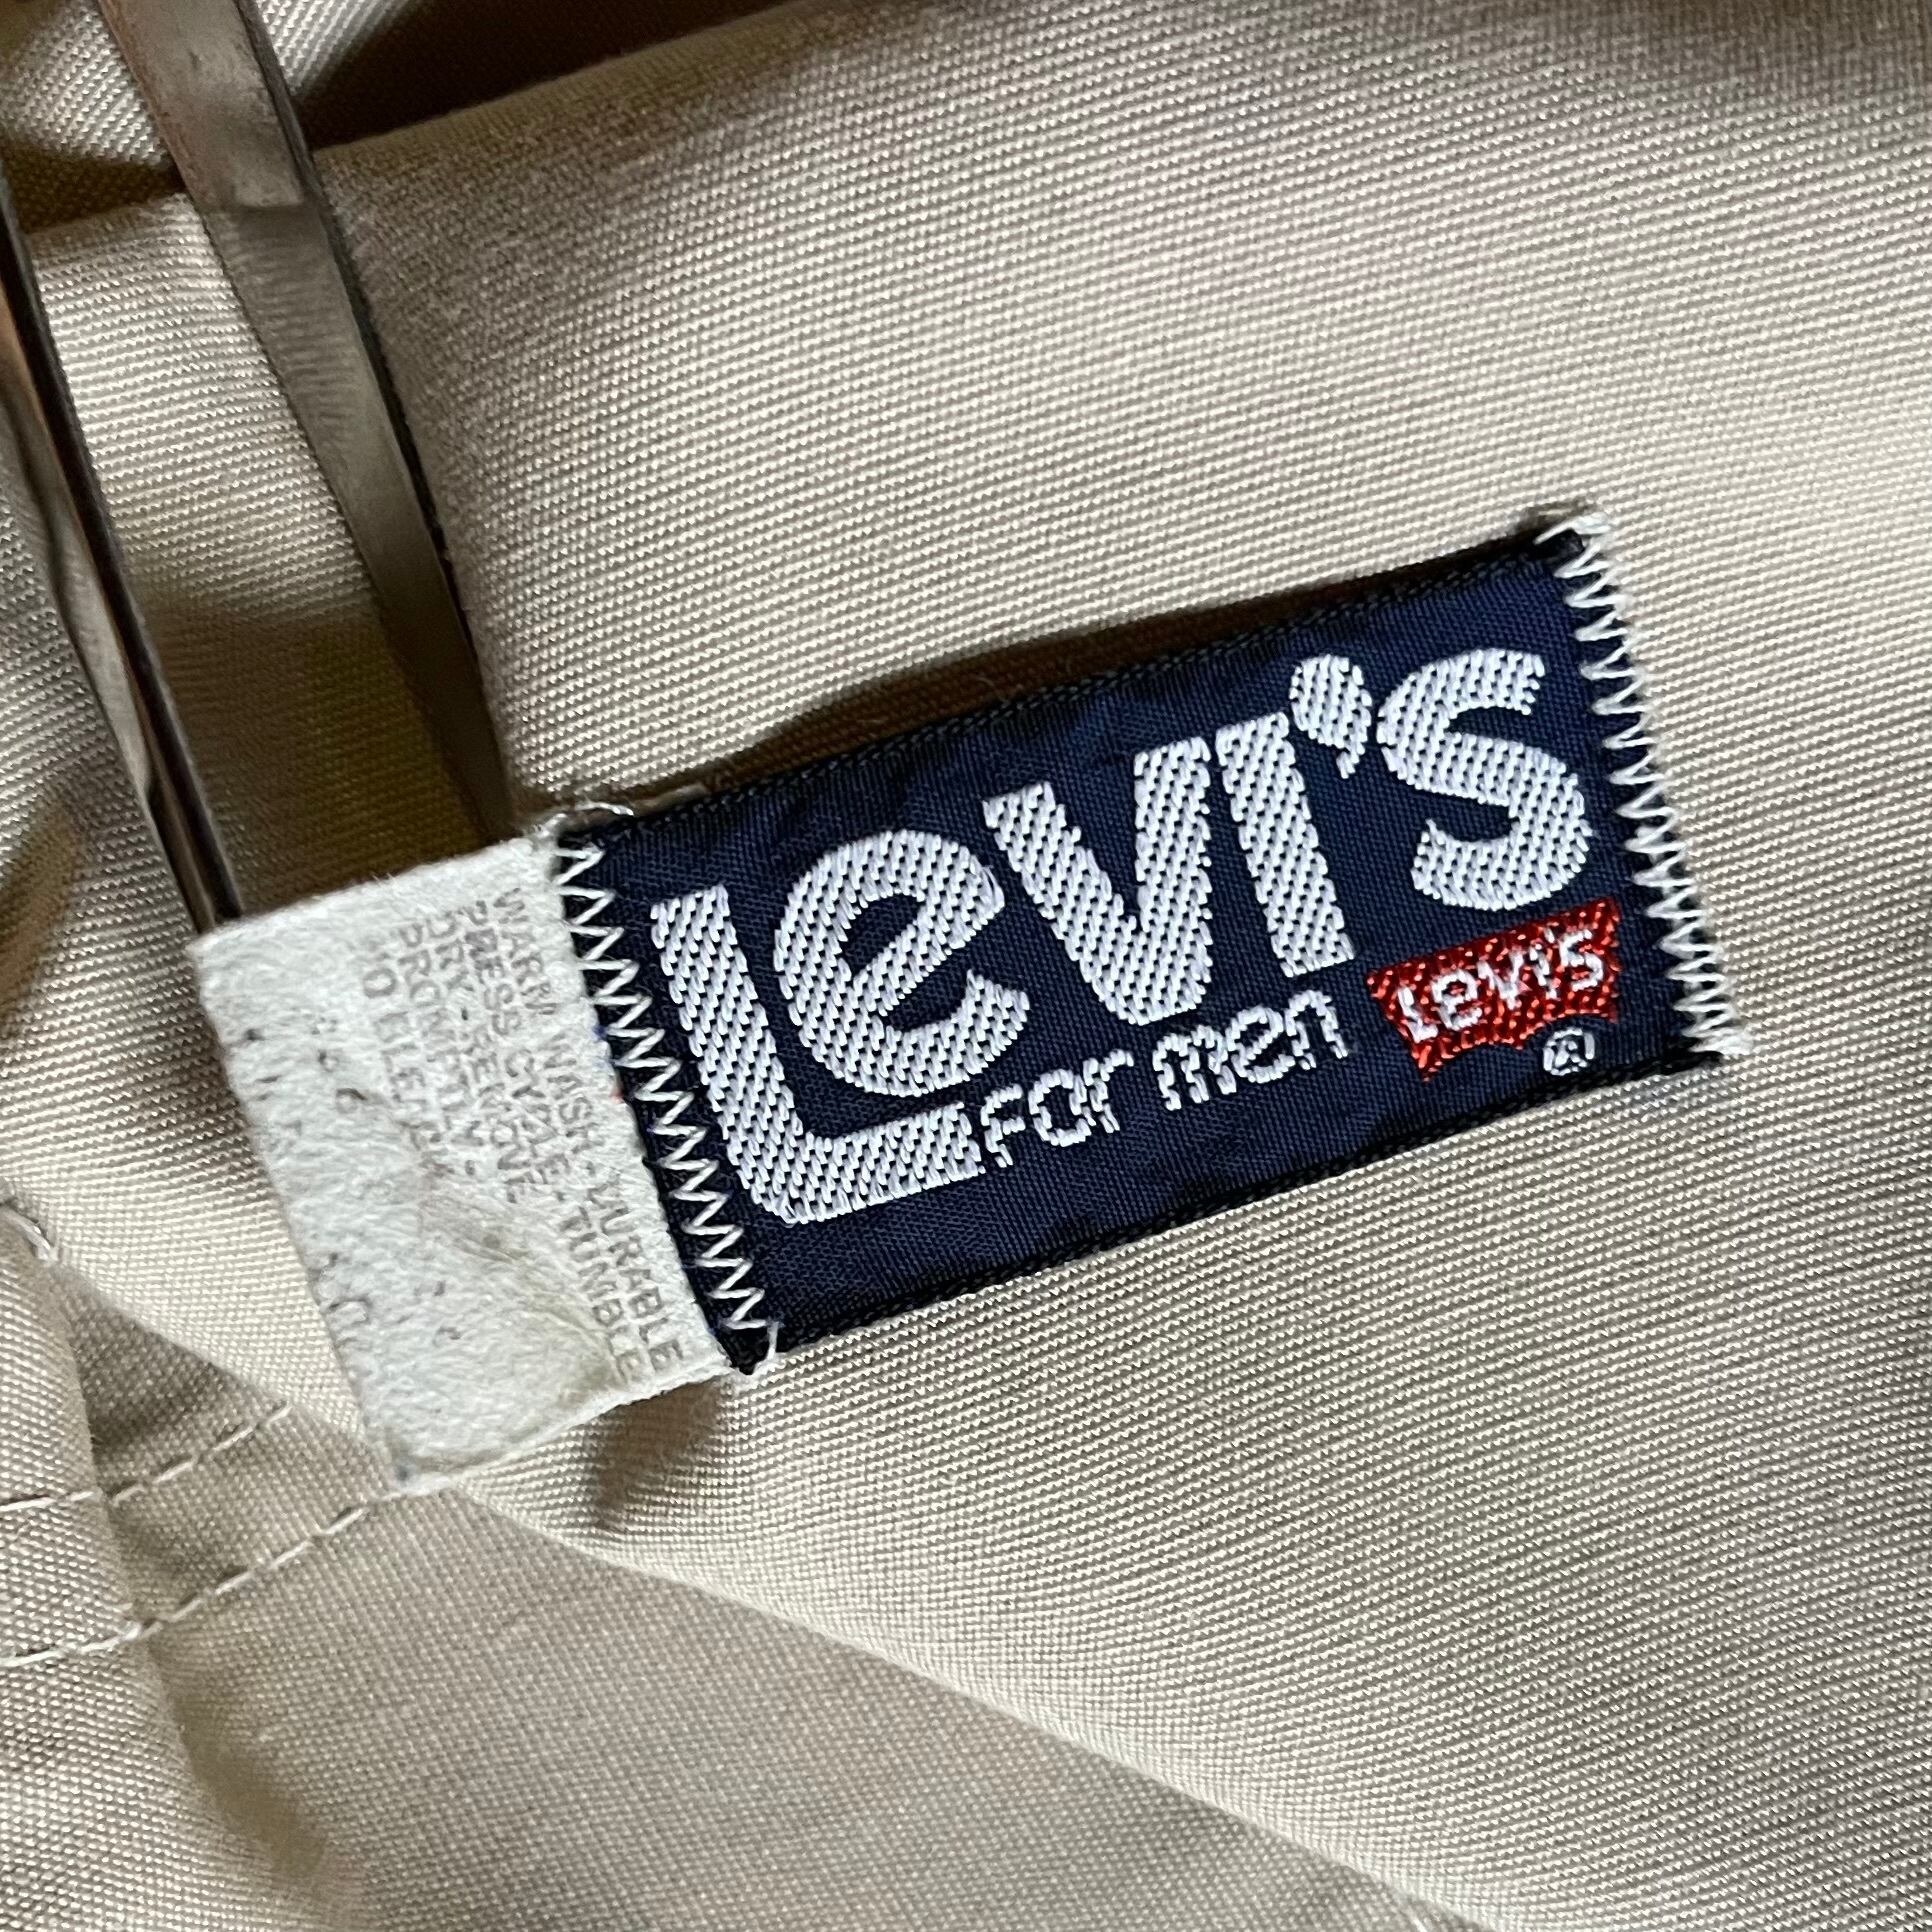 Levi's
for men
Levi's
®
WARM WASH - DURABLE
PRESS CYCLE - TUMBLE
DRY - REMOVE
PROMPTLY -